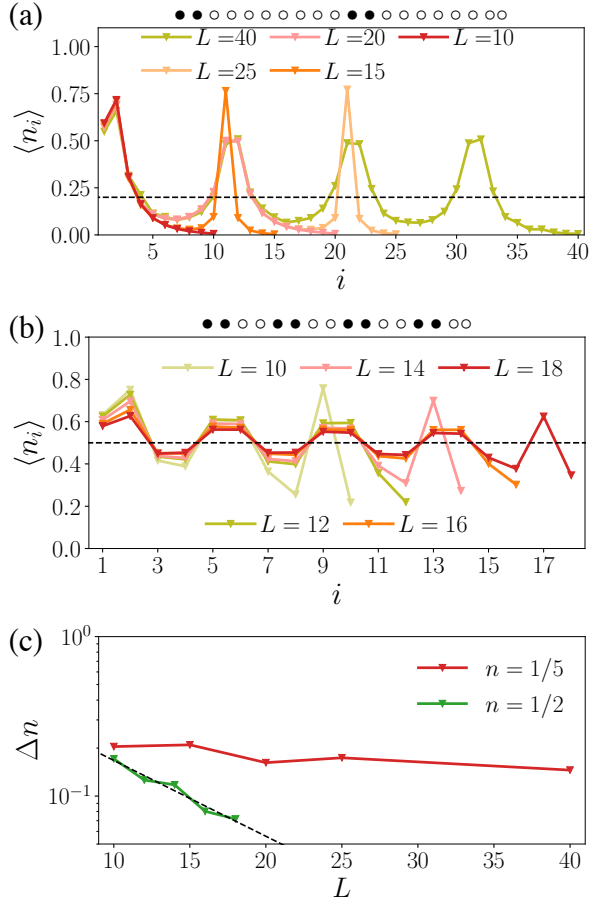 (a)
1.00
0.75
0.50
0.25
0.00
⟨n_i⟩
L =40
L =20
L =10
L =25
L =15
5
10
15
20
25
30
35
40
i
(b)
1.0
0.8
0.6
0.4
0.2
0.0
⟨n_i⟩
L = 10
L = 14
L = 18
L = 12
L = 16
1
3
5
7
9
11
13
15
17
i
(c)
10^0
10^{-1}
Δn
n = 1/5
n = 1/2
10
15
20
25
30
35
40
L